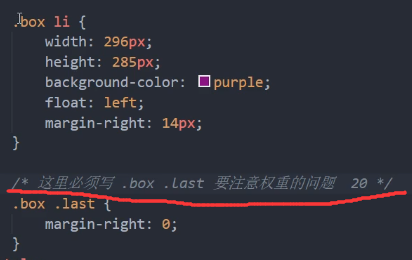 .box li {
width: 296px;
height: 285px;
background-color: purple;
float: left;
margin-right: 14px;
}
/* 这里必须写 .box .last 要注意权重的问题  20 */
.box .last {
margin-right: 0;
}